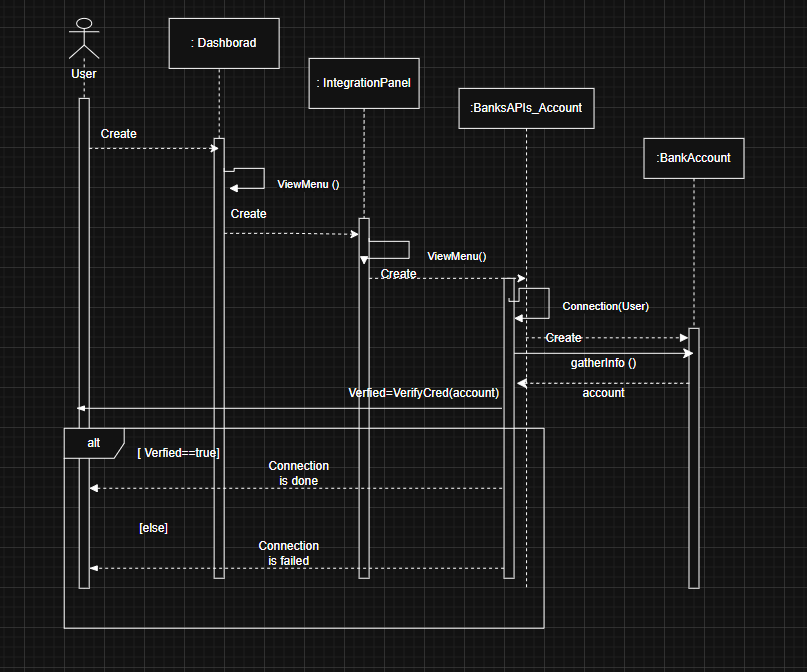 : Dashborad
User
: IntegrationPanel
:BanksAPIs_Account
Create
:BankAccount
ViewMenu ()
Create
ViewMenu()
Create
Connection(User)
Create
gatherInfo ()
Verfied=VerifyCred(account)
account
alt
[ Verfied==true]
Connection
is done
[else]
Connection
is failed